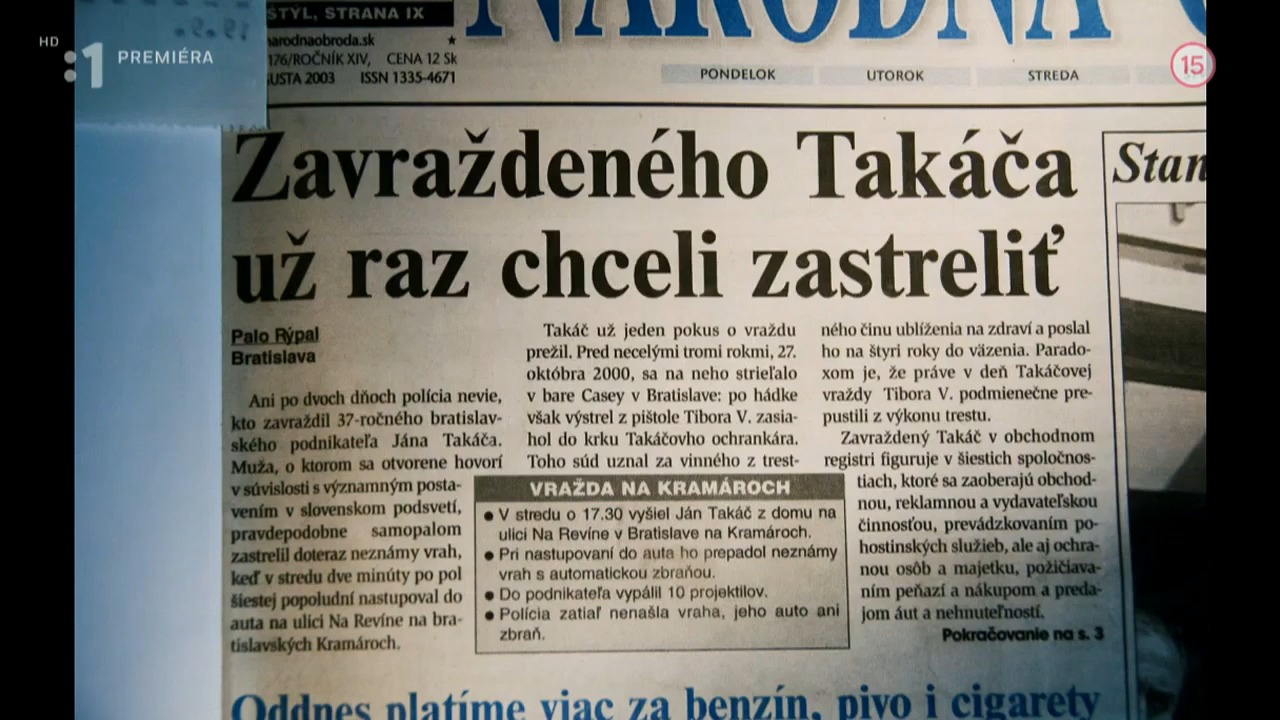 HD
:1 PREMIÉRA
15
ŠTÝL, STRANA IX
narodnaobroda.sk
176/ROČNÍK XIV, CENA 12 Sk
2003 ISSN 1335-4671
NÁRODNÁ
PONDELOK UTOROK STREDA
Zavraždeného Takáča
už raz chceli zastreliť
Palo Rýpal
Bratislava
Ani po dvoch dňoch polícia nevie,
kto zavraždil 37-ročného bratislav-
ského podnikateľa Jána Takáča.
Muža, o ktorom sa otvorene hovorí
v súvislosti s významným posta-
vením v slovenskom podsvetí,
pravdepodobne samopalom
zastrelil doteraz neznámy vrah,
keď v stredu dve minúty po pol
šiestej popoludní nastupoval do
auta na ulici Na Revíne na bra-
tislavských Kramároch.
Takáč už jeden pokus o vraždu
prežil. Pred necelými tromi rokmi, 27.
októbra 2000, sa na neho strieľalo
v bare Casey v Bratislave: po hádke
však výstrel z pištole Tibora V. zasia-
hol do krku Takáčovho ochrankára.
Toho súd uznal za vinného z trest-
ného činu ublíženia na zdraví a poslal
ho na štyri roky do väzenia. Parado-
xom je, že práve v deň Takáčovej
vraždy Tibora V. podmienečne pre-
pustili z výkonu trestu.
Zavraždený Takáč v obchodnom
registri figuruje v šiestich spoločnos-
tiach, ktoré sa zaoberajú obchod-
nou, reklamnou a vydavateľskou
činnosťou, prevádzkovaním po-
hostinských služieb, ale aj ochra-
nou osôb a majetku, požičiava-
ním peňazí a nákupom a preda-
jom áut a nehnuteľností.
Pokračovanie na s. 3
VRAŽDA NA KRAMÁROCH
● V stredu o 17.30 vyšiel Ján Takáč z domu na
ulici Na Revíne v Bratislave na Kramároch.
● Pri nastupovaní do auta ho prepadol neznámy
vrah s automatickou zbraňou.
● Do podnikateľa vypálil 10 projektilov.
● Polícia zatiaľ nenašla vraha, jeho auto ani
zbraň.
Stan
Oddnes platíme viac za benzín, pivo i cigarety